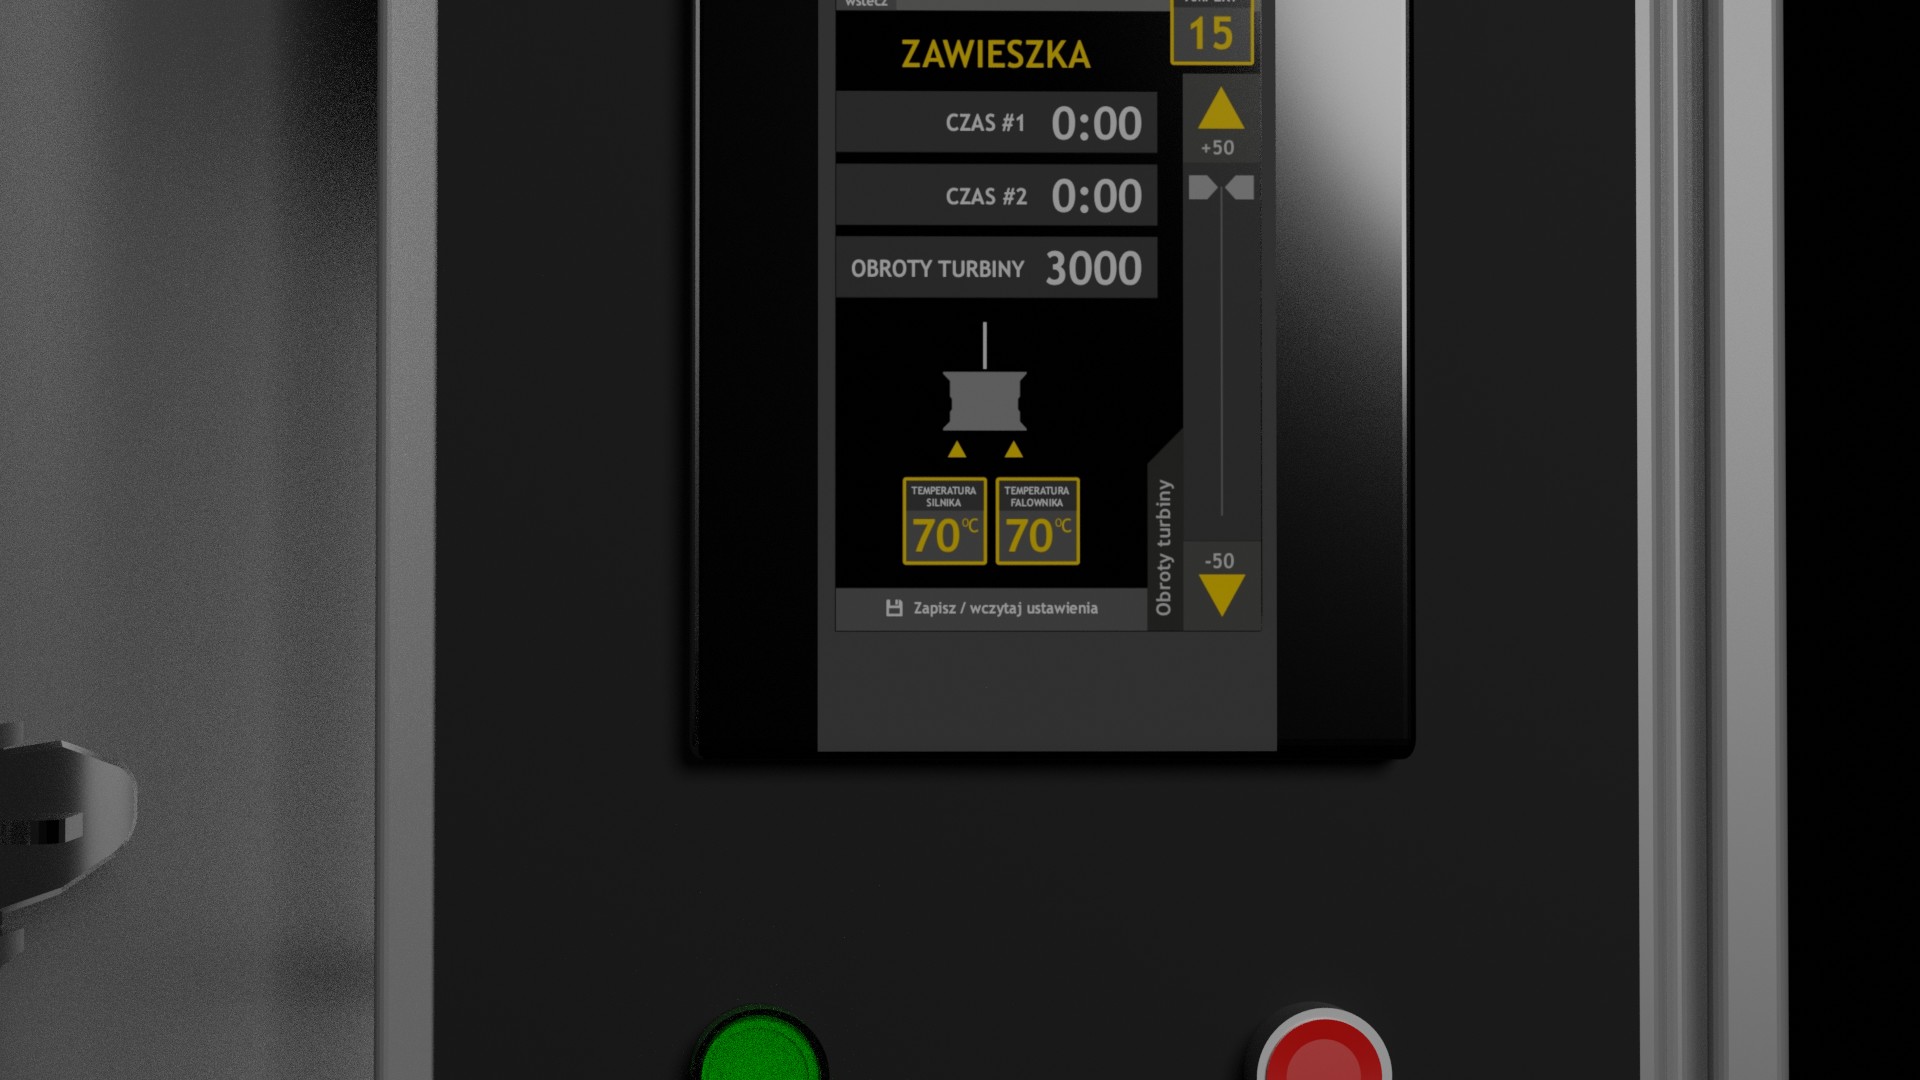 wstecz
15
ZAWIESZKA
CZAS #1 0:00
+50
CZAS #2 0:00
OBROTY TURBINY 3000
TEMPERATURA
SILNIKA
70°C
TEMPERATURA
FALOWNIKA
70°C
Obroty turbiny
-50
Zapisz / wczytaj ustawienia